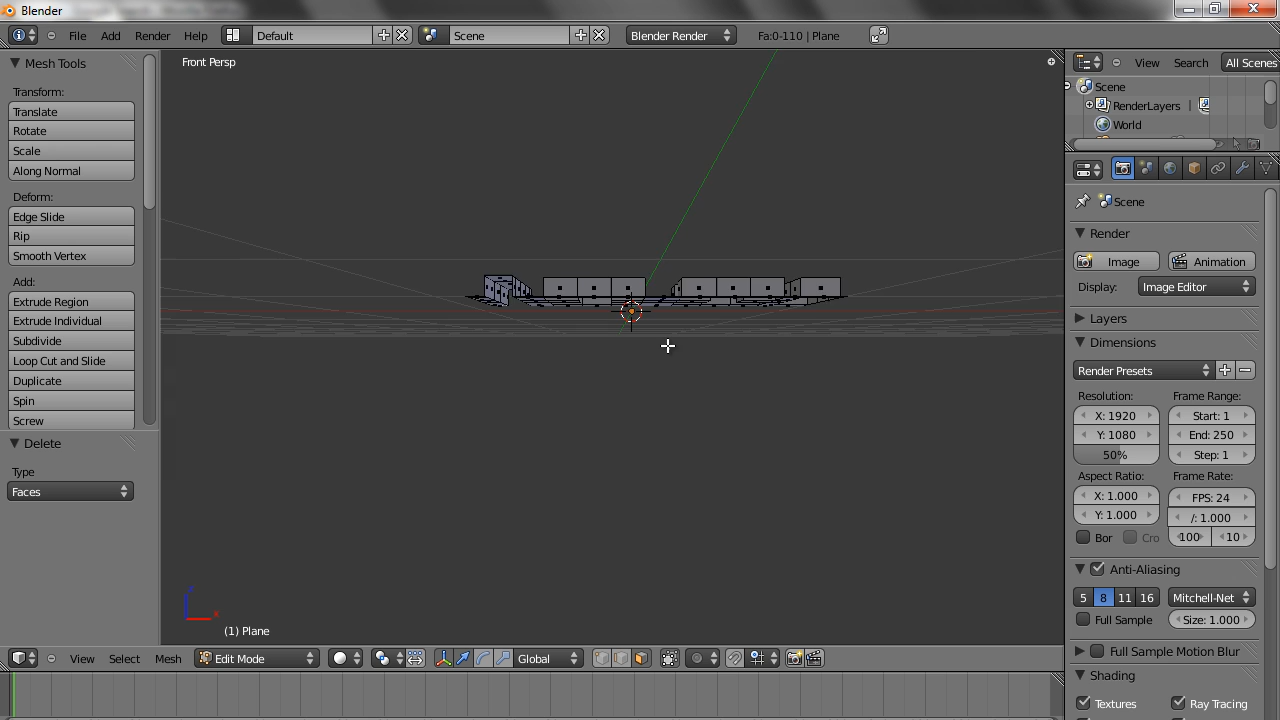 Blender
File Add Render Help Default Scene Blender Render Fa:0-110 | Plane
Mesh Tools
Transform:
Translate
Rotate
Scale
Along Normal
Deform:
Edge Slide
Rip
Smooth Vertex
Add:
Extrude Region
Extrude Individual
Subdivide
Loop Cut and Slide
Duplicate
Spin
Screw
Delete
Type
Faces
Front Persp
(1) Plane
View Select Mesh Edit Mode Global
View Search All Scenes
Scene
RenderLayers |
World
Scene
Render
Image Animation
Display: Image Editor
Layers
Dimensions
Render Presets
Resolution: Frame Range:
X: 1920 Start: 1
Y: 1080 End: 250
50% Step: 1
Aspect Ratio: Frame Rate:
X: 1.000 FPS: 24
Y: 1.000 /: 1.000
Bor Cro 100 10
Anti-Aliasing
5 8 11 16 Mitchell-Net
Full Sample Size: 1.000
Full Sample Motion Blur
Shading
Textures Ray Tracing